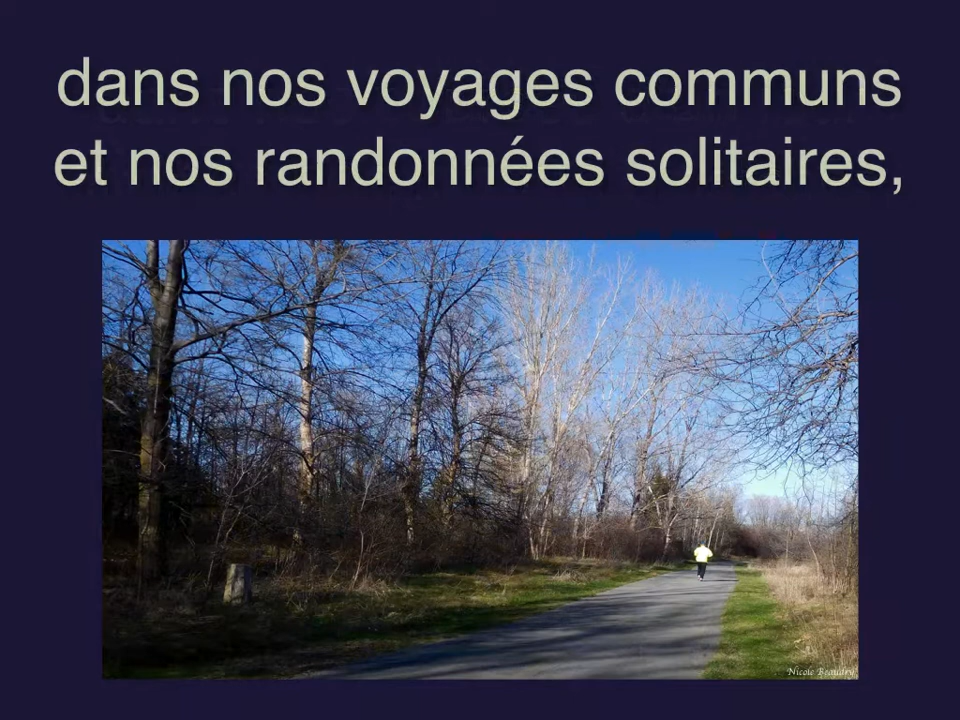 dans nos voyages communs
et nos randonnées solitaires,
Nicole Beaudry